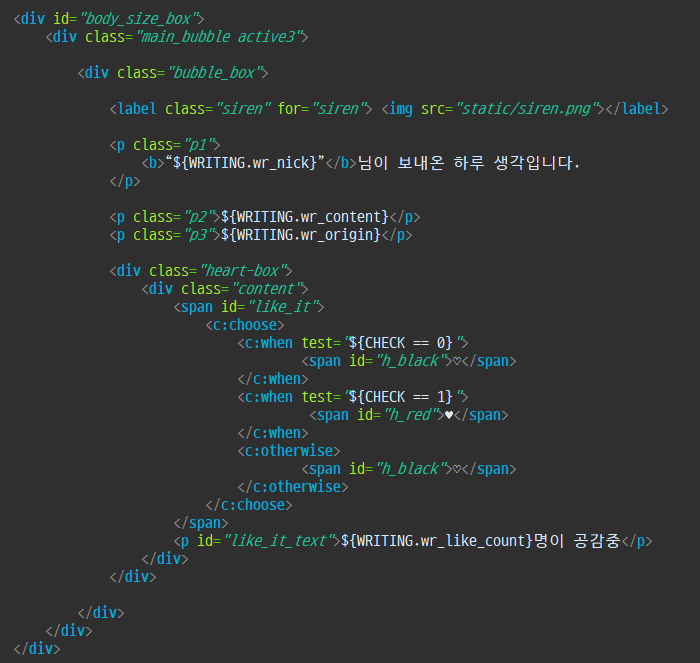 <div id="body_size_box">
<div class="main_bubble active3">
<div class="bubble_box">
<label class="siren" for="siren"> <img src="static/siren.png"></label>
<p class="p1">
<b>“${WRITING.wr_nick}”</b>님이 보내온 하루 생각입니다.
</p>
<p class="p2">${WRITING.wr_content}</p>
<p class="p3">${WRITING.wr_origin}</p>
<div class="heart-box">
<div class="content">
<span id="like_it">
<c:choose>
<c:when test="${CHECK == 0}">
<span id="h_black">♡</span>
</c:when>
<c:when test="${CHECK == 1}">
<span id="h_red">♥</span>
</c:when>
<c:otherwise>
<span id="h_black">♡</span>
</c:otherwise>
</c:choose>
</span>
<p id="like_it_text">${WRITING.wr_like_count}명이 공감중</p>
</div>
</div>
</div>
</div>
</div>